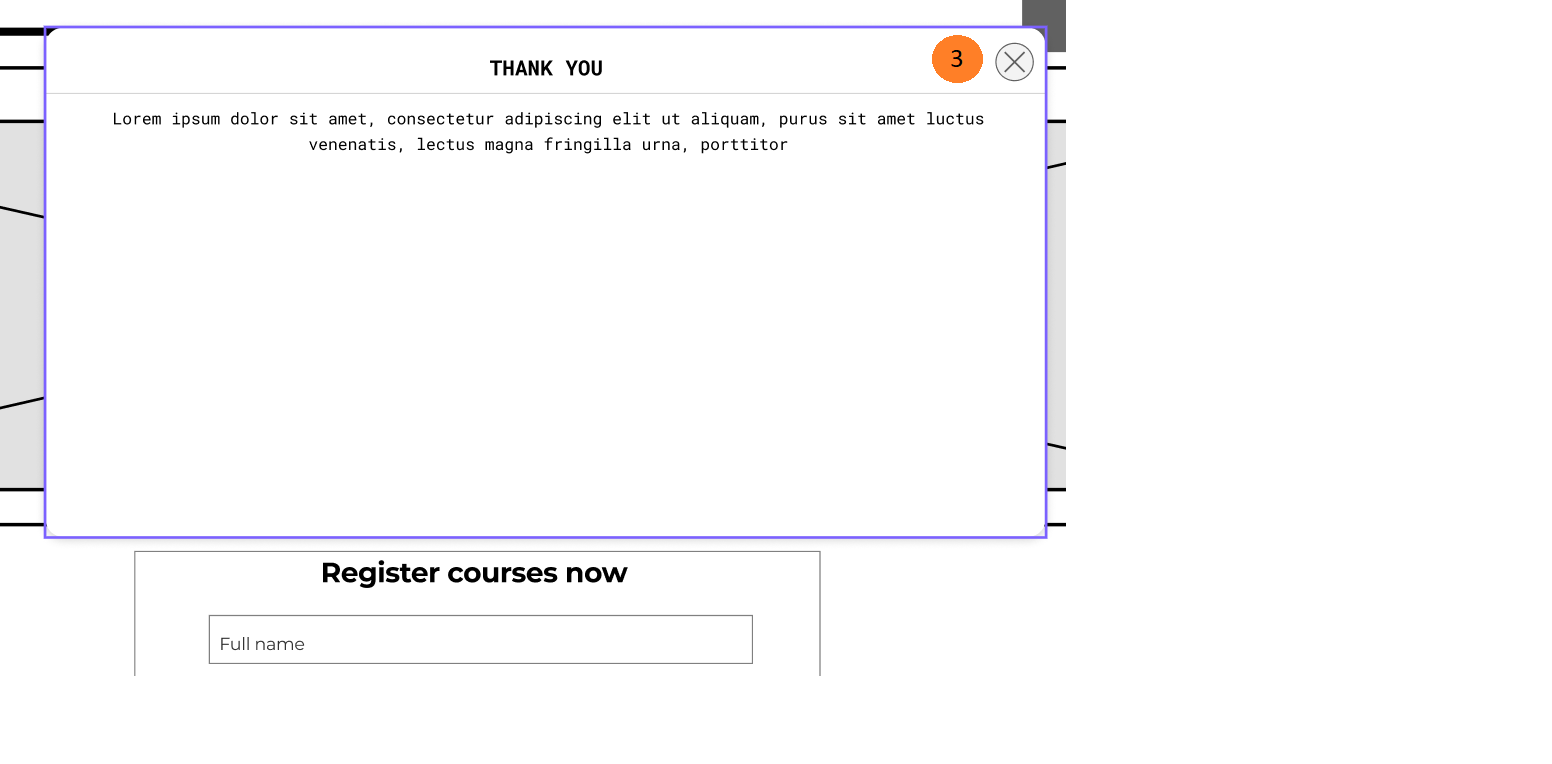 THANK YOU
3
Lorem ipsum dolor sit amet, consectetur adipiscing elit ut aliquam, purus sit amet luctus
venenatis, lectus magna fringilla urna, porttitor
Register courses now
Full name